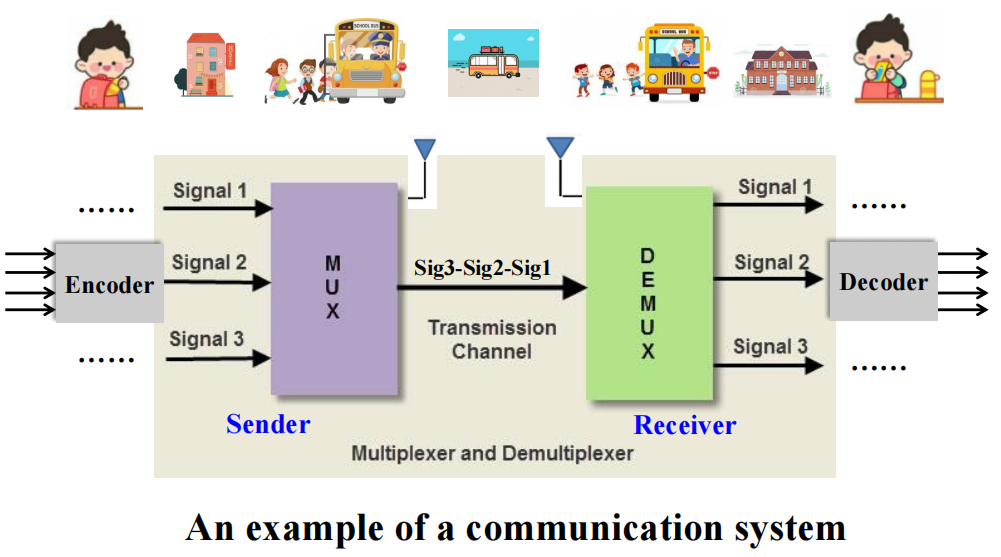 SCHOOL BUS
SCHOOL BUS
STOP
Signal 1
Signal 2
Signal 3
……
……
Encoder
M
U
X
Sig3-Sig2-Sig1
Transmission
Channel
D
E
M
U
X
Signal 1
Signal 2
Signal 3
……
……
Decoder
Sender
Receiver
Multiplexer and Demultiplexer
An example of a communication system